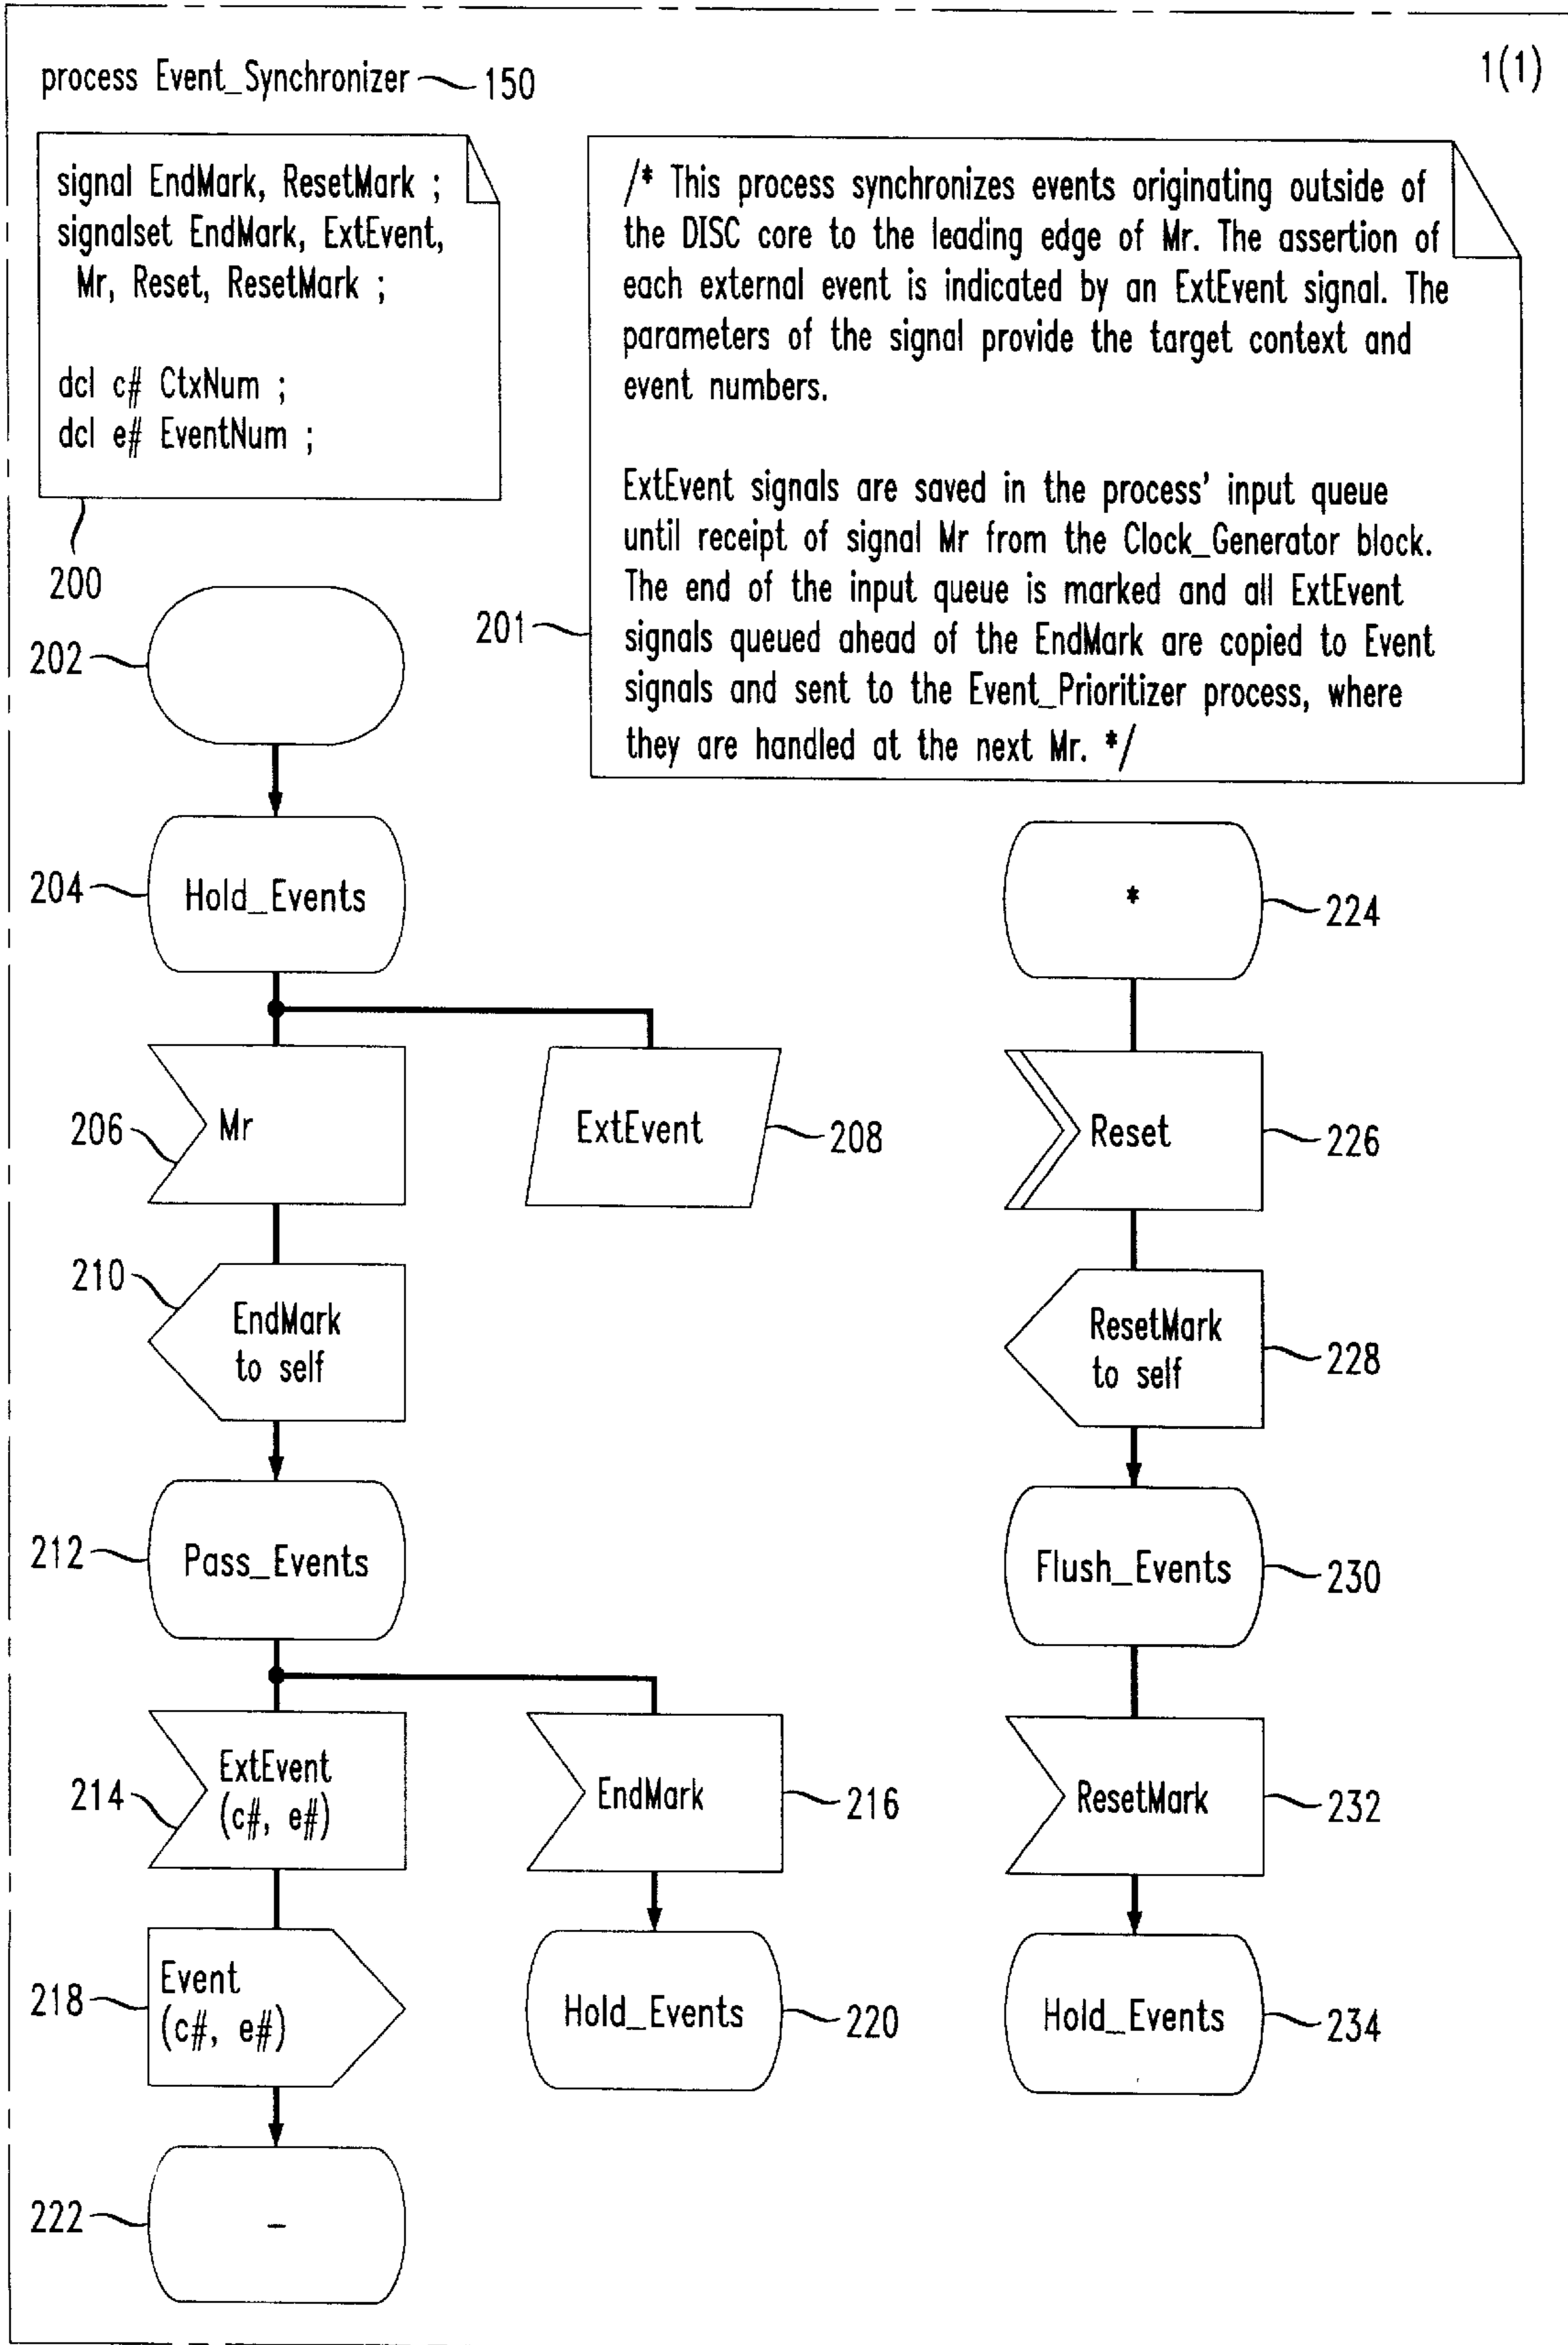 process Event_Synchronizer 150
1(1)
signal EndMark, ResetMark ;
signalset EndMark, ExtEvent,
Mr, Reset, ResetMark ;
dcl c# CtxNum ;
dcl e# EventNum ;
200
/* This process synchronizes events originating outside of
the DISC core to the leading edge of Mr. The assertion of
each external event is indicated by an ExtEvent signal. The
parameters of the signal provide the target context and
event numbers.
ExtEvent signals are saved in the process' input queue
until receipt of signal Mr from the Clock_Generator block.
The end of the input queue is marked and all ExtEvent
signals queued ahead of the EndMark are copied to Event
signals and sent to the Event_Prioritizer process, where
they are handled at the next Mr. */
201
202
204
Hold_Events
206
Mr
ExtEvent
208
210
EndMark
to self
212
Pass_Events
214
ExtEvent
(c#, e#)
EndMark
216
218
Event
(c#, e#)
Hold_Events
220
222
-
*
224
Reset
226
ResetMark
to self
228
Flush_Events
230
ResetMark
232
Hold_Events
234